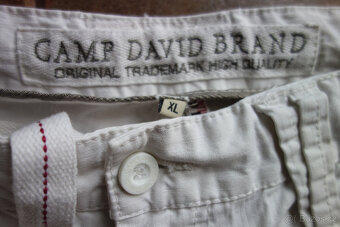 CAMP DAVID BRAND
ORIGINAL TRADEMARK HIGH QUALITY.
XL